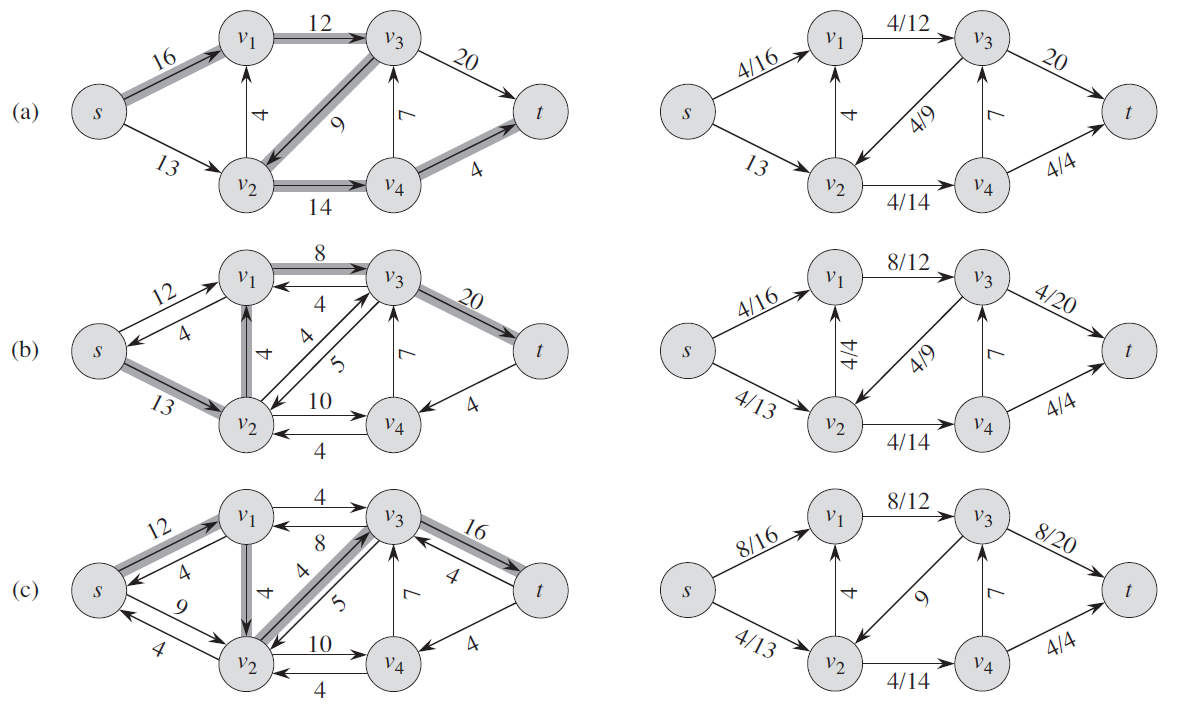 12 4/12
v1 v3 v1 v3
16 20 4/16 20
(a) s 4 9 7 t s 4 4/9 7 t
13 4 13 4/4
v2 v4 v2 v4
14 4/14
8 8/12
v1 v3 v1 v3
12 4 20 4/16 4/20
4 4
(b) s 4 5 7 t s 4/4 4/9 7 t
13 10 4 4/13 4/4
v2 v4 v2 v4
4 4/14
4 8/12
v1 v3 v1 v3
12 8 16 8/16 8/20
4 4 4
(c) s 9 4 5 7 t s 4 9 7 t
4 10 4 4/13 4/4
v2 v4 v2 v4
4 4/14